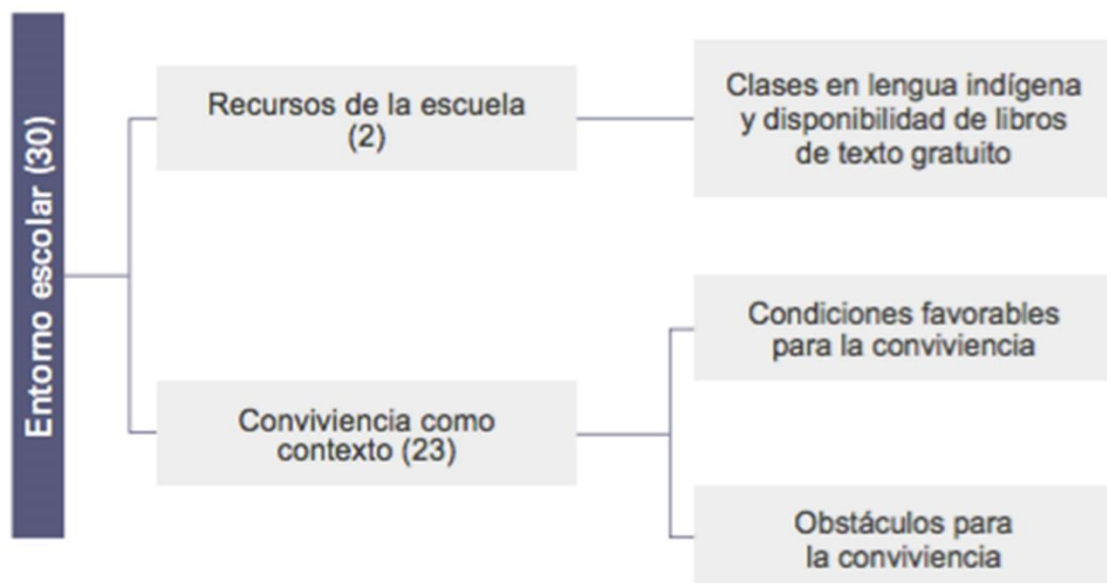 Entorno escolar (30)
Recursos de la escuela
(2)
Clases en lengua indígena
y disponibilidad de libros
de texto gratuito
Conviviencia como
contexto (23)
Condiciones favorables
para la conviviencia
Obstáculos para
la conviviencia